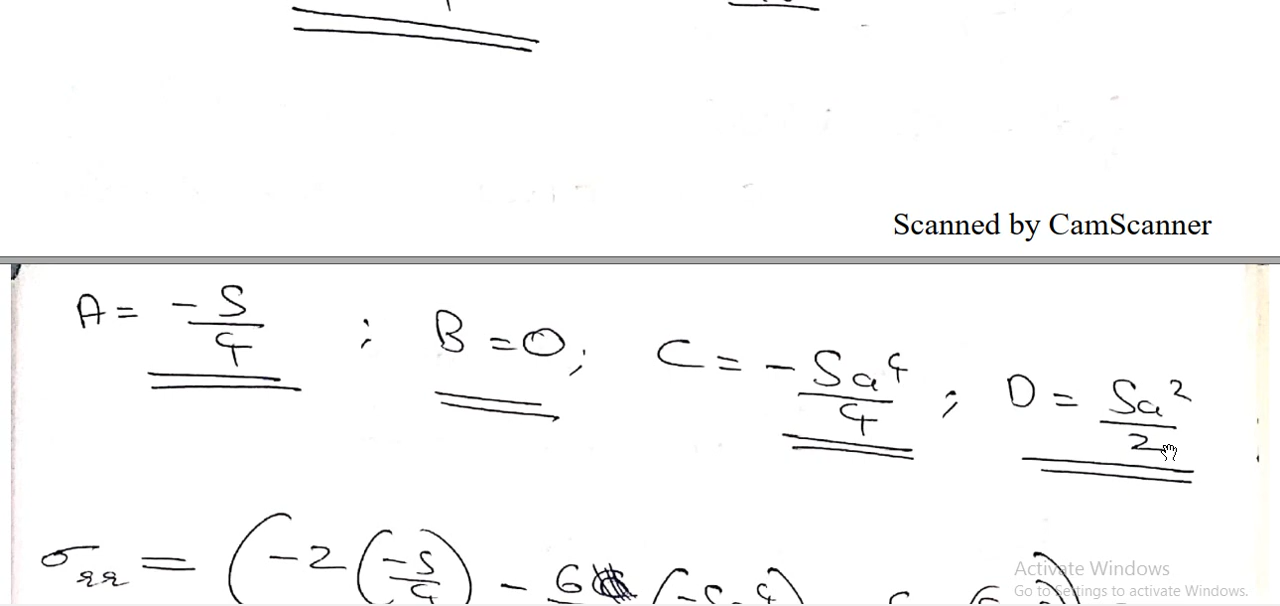 Scanned by CamScanner
A = -S/4 ; B = 0 ; C = -Sa⁴/4 ; D = Sa²/2
σrr = (-2(-S/4) - 6
Activate Windows
Go to Settings to activate Windows.